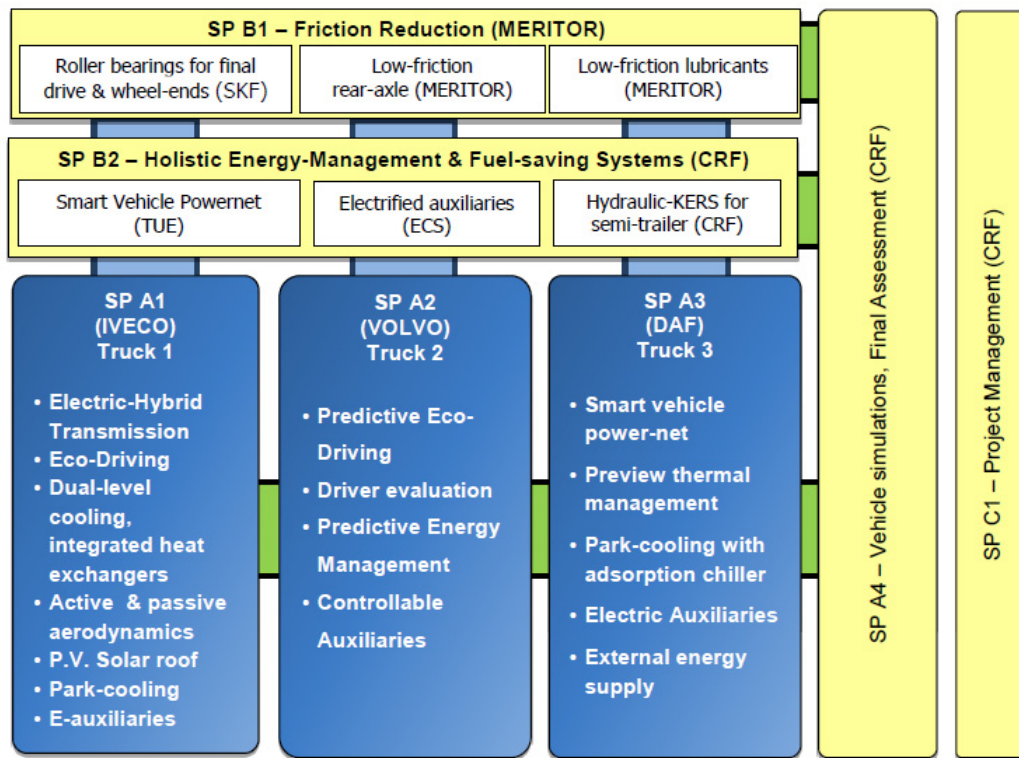 SP B1 – Friction Reduction (MERITOR)
Roller bearings for final
drive & wheel-ends (SKF)
Low-friction
rear-axle (MERITOR)
Low-friction lubricants
(MERITOR)
SP B2 – Holistic Energy-Management & Fuel-saving Systems (CRF)
Smart Vehicle Powernet
(TUE)
Electrified auxiliaries
(ECS)
Hydraulic-KERS for
semi-trailer (CRF)
SP A1
(IVECO)
Truck 1
• Electric-Hybrid
Transmission
• Eco-Driving
• Dual-level
cooling,
integrated heat
exchangers
• Active & passive
aerodynamics
• P.V. Solar roof
• Park-cooling
• E-auxiliaries
SP A2
(VOLVO)
Truck 2
• Predictive Eco-
Driving
• Driver evaluation
• Predictive Energy
Management
• Controllable
Auxiliaries
SP A3
(DAF)
Truck 3
• Smart vehicle
power-net
• Preview thermal
management
• Park-cooling with
adsorption chiller
• Electric Auxiliaries
• External energy
supply
SP A4 – Vehicle simulations, Final Assessment (CRF)
SP C1 – Project Management (CRF)